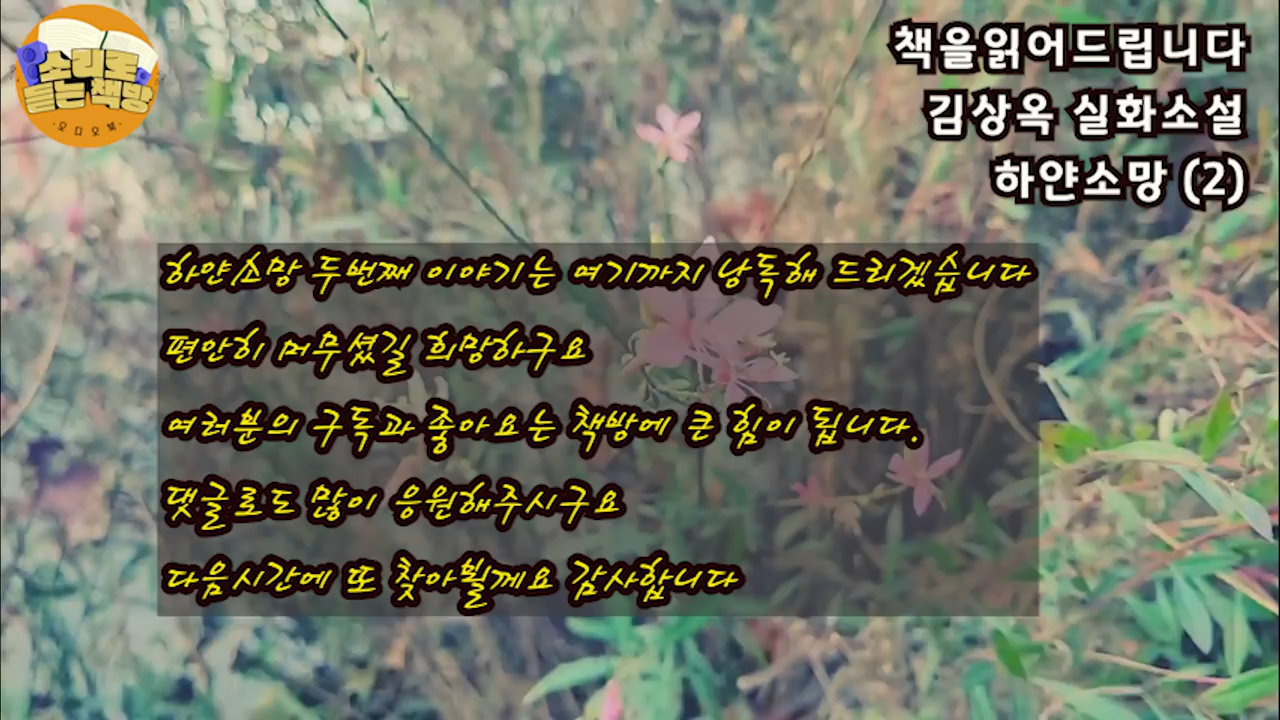 소리로
듣는 책방
·오디오북·
책을읽어드립니다
김상옥 실화소설
하얀소망 (2)
하얀소망 두번째 이야기는 여기까지 낭독해 드리겠습니다
편안히 머무셨길 희망하구요
여러분의 구독과 좋아요는 책방에 큰 힘이 됩니다.
댓글로도 많이 응원해주시구요
다음시간에 또 찾아뵐께요 감사합니다